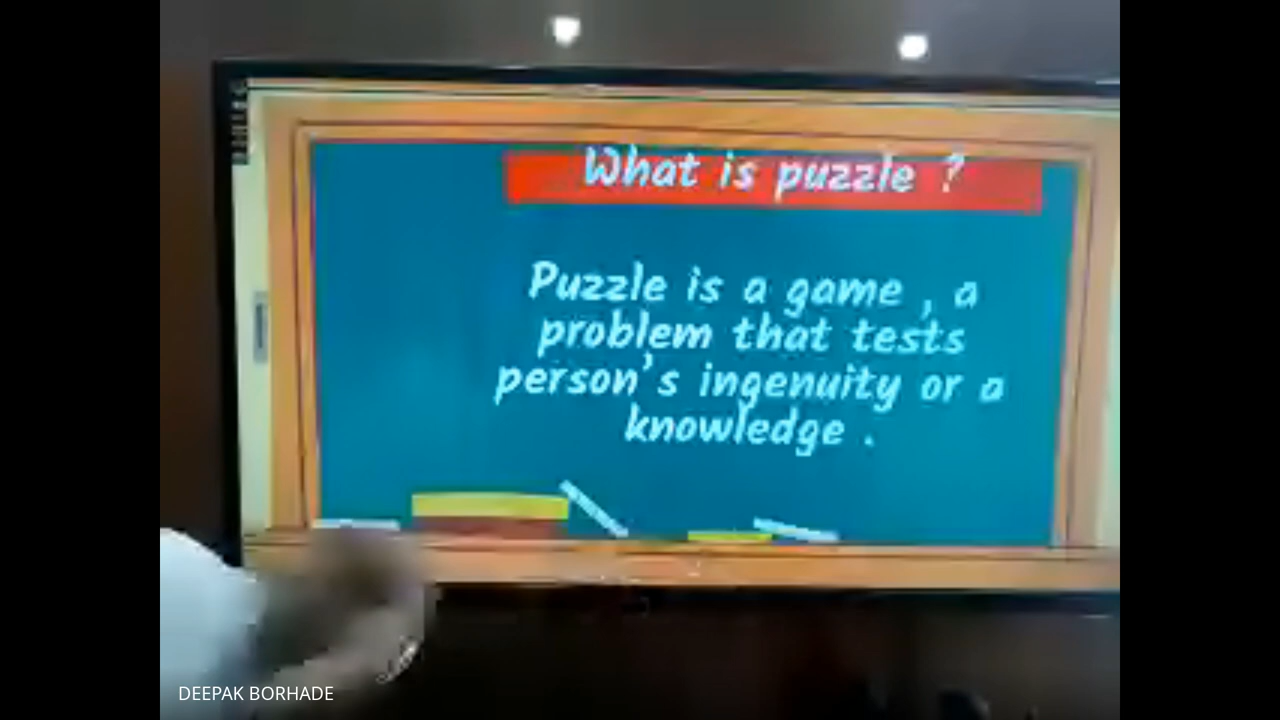 What is puzzle ?
Puzzle is a game , a
problem that tests
person's ingenuity or a
knowledge .
DEEPAK BORHADE